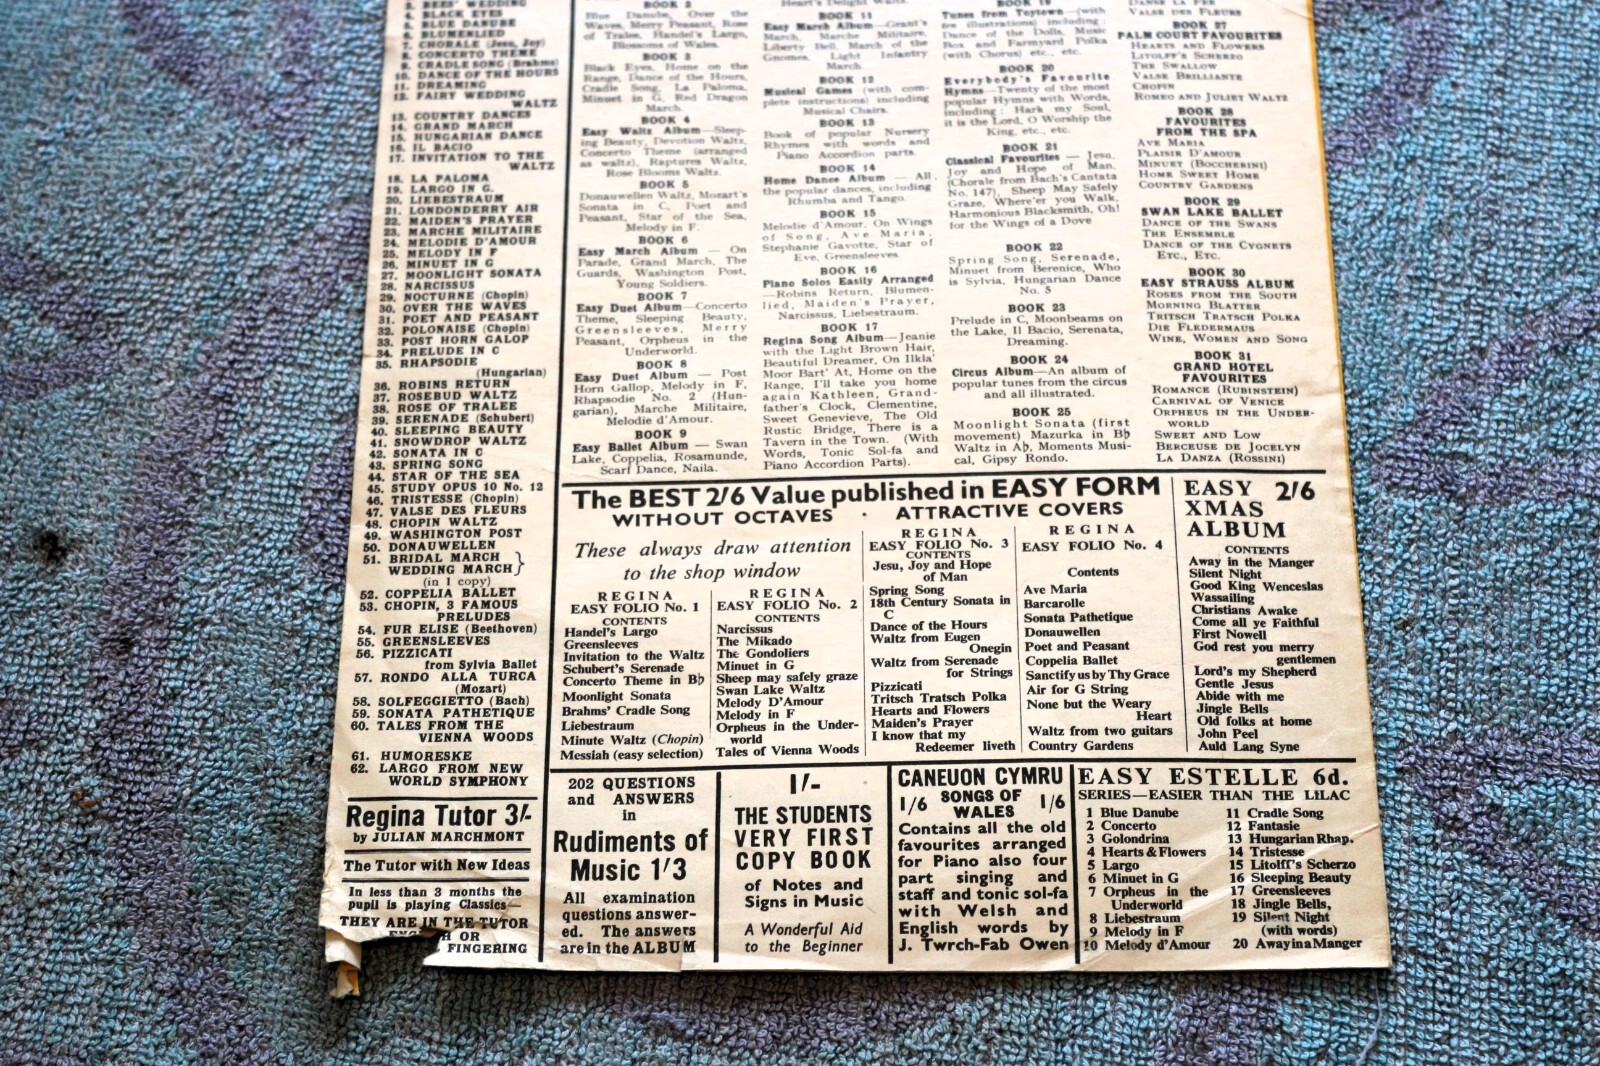 3. BEES' WEDDING
4. BLACK EYES
5. BLUE DANUBE
6. BLUMENLIED
7. CHORALE (Jesu, Joy)
8. CONCERTO THEME
9. CRADLE SONG (Brahms)
10. DANCE OF THE HOURS
11. DREAMING
12. FAIRY WEDDING
WALTZ
13. COUNTRY DANCES
14. GRAND MARCH
15. HUNGARIAN DANCE
16. IL BACIO
17. INVITATION TO THE
WALTZ
18. LA PALOMA
19. LARGO IN G.
20. LIEBESTRAUM
21. LONDONDERRY AIR
22. MAIDEN'S PRAYER
23. MARCHE MILITAIRE
24. MELODIE D'AMOUR
25. MELODY IN F
26. MINUET IN G
27. MOONLIGHT SONATA
28. NARCISSUS
29. NOCTURNE (Chopin)
30. OVER THE WAVES
31. POET AND PEASANT
32. POLONAISE (Chopin)
33. POST HORN GALOP
34. PRELUDE IN C
35. RHAPSODIE
(Hungarian)
36. ROBINS RETURN
37. ROSEBUD WALTZ
38. ROSE OF TRALEE
39. SERENADE (Schubert)
40. SLEEPING BEAUTY
41. SNOWDROP WALTZ
42. SONATA IN C
43. SPRING SONG
44. STAR OF THE SEA
45. STUDY OPUS 10 No. 12
46. TRISTESSE (Chopin)
47. VALSE DES FLEURS
48. CHOPIN WALTZ
49. WASHINGTON POST
50. DONAUWELLEN
51. BRIDAL MARCH
WEDDING MARCH}
(in 1 copy)
52. COPPELIA BALLET
53. CHOPIN, 3 FAMOUS
PRELUDES
54. FUR ELISE (Beethoven)
55. GREENSLEEVES
56. PIZZICATI
from Sylvia Ballet
57. RONDO ALLA TURCA
(Mozart)
58. SOLFEGGIETTO (Bach)
59. SONATA PATHETIQUE
60. TALES FROM THE
VIENNA WOODS
61. HUMORESKE
62. LARGO FROM NEW
WORLD SYMPHONY
Regina Tutor 3/-
by JULIAN MARCHMONT
The Tutor with New Ideas
In less than 3 months the
pupil is playing Classics—
THEY ARE IN THE TUTOR
OR
FINGERING
BOOK 2
Blue Danube, Over the
Waves, Merry Peasant, Rose
of Tralee, Handel's Largo,
Blossoms of Wales.
BOOK 3
Black Eyes, Home on the
Range, Dance of the Hours,
Cradle Song, La Paloma,
Minuet in G, Red Dragon
March.
BOOK 4
Easy Waltz Album—Sleep-
ing Beauty, Devotion Waltz,
Concerto Theme (arranged
as waltz), Raptures Waltz,
Rose Blooms Waltz.
BOOK 5
Donauwellen Waltz, Mozart's
Sonata in C, Poet and
Peasant, Star of the Sea,
Melody in F.
BOOK 6
Easy March Album — On
Parade, Grand March, The
Guards, Washington Post,
Young Soldiers.
BOOK 7
Easy Duet Album—Concerto
Theme, Sleeping Beauty,
Greensleeves, Merry
Peasant, Orpheus in the
Underworld.
BOOK 8
Easy Duet Album — Post
Horn Gallop, Melody in F,
Rhapsodie No. 2 (Hun-
garian), Marche Militaire,
Melodie d'Amour.
BOOK 9
Easy Ballet Album — Swan
Lake, Coppelia, Rosamunde,
Scarf Dance, Naila.
Heart's Delight Waltz.
BOOK 11
Easy March Album—Grant's
March, Marche Militaire,
Liberty Bell, March of the
Gnomes, Light Infantry
March.
BOOK 12
Musical Games (with com-
plete instructions) including
Musical Chairs.
BOOK 13
Book of popular Nursery
Rhymes with words and
Piano Accordion parts.
BOOK 14
Home Dance Album — All
the popular dances, including
Rhumba and Tango.
BOOK 15
Melodie d'Amour, On Wings
of Song, Ave Maria,
Stephanie Gavotte, Star of
Eve, Greensleeves.
BOOK 16
Piano Solos Easily Arranged
—Robins Return, Blumen-
lied, Maiden's Prayer,
Narcissus, Liebestraum.
BOOK 17
Regina Song Album—Jeanie
with the Light Brown Hair,
Beautiful Dreamer, On Ilkla'
Moor Bart' At, Home on the
Range, I'll take you home
again Kathleen, Grand-
father's Clock, Clementine,
Sweet Genevieve, The Old
Rustic Bridge, There is a
Tavern in the Town. (With
Words, Tonic Sol-fa and
Piano Accordion Parts).
BOOK 19
Tunes from Toytown—(with
illustrations) including:
Dance of the Dolls, Music
Box and Farmyard Polka
(with Chorus) etc., etc.
BOOK 20
Everybody's Favourite
Hymns—Twenty of the most
popular Hymns with Words,
including: Hark my Soul,
it is the Lord, O Worship the
King, etc., etc.
BOOK 21
Classical Favourites — Jesu,
Joy and Hope of Man,
(Chorale from Bach's Cantata
No. 147), Sheep May Safely
Graze, Where'er you Walk,
Harmonious Blacksmith, Oh!
for the Wings of a Dove
BOOK 22
Spring Song, Serenade,
Minuet from Berenice, Who
is Sylvia, Hungarian Dance
No. 5
BOOK 23
Prelude in C, Moonbeams on
the Lake, Il Bacio, Serenata,
Dreaming.
BOOK 24
Circus Album—An album of
popular tunes from the circus
and all illustrated.
BOOK 25
Moonlight Sonata (first
movement) Mazurka in B♭
Waltz in A♭, Moments Musi-
cal, Gipsy Rondo.
DANSE LA FEE
VALSE DES FLEURS
BOOK 27
PALM COURT FAVOURITES
HEARTS AND FLOWERS
LITOLFF'S SCHERZO
THE SWALLOW
VALSE BRILLIANTE
CHOPIN
ROMEO AND JULIET WALTZ
BOOK 28
FAVOURITES
FROM THE SPA
AVE MARIA
PLAISIR D'AMOUR
MINUET (BOCCHERINI)
HOME SWEET HOME
COUNTRY GARDENS
BOOK 29
SWAN LAKE BALLET
DANCE OF THE SWANS
THE ENSEMBLE
DANCE OF THE CYGNETS
ETC., ETC.
BOOK 30
EASY STRAUSS ALBUM
ROSES FROM THE SOUTH
MORNING BLATTER
TRITSCH TRATSCH POLKA
DIE FLEDERMAUS
WINE, WOMEN AND SONG
BOOK 31
GRAND HOTEL
FAVOURITES
ROMANCE (RUBINSTEIN)
CARNIVAL OF VENICE
ORPHEUS IN THE UNDER-
WORLD
SWEET AND LOW
BERCEUSE DE JOCELYN
LA DANZA (ROSSINI)
The BEST 2/6 Value published in EASY FORM
WITHOUT OCTAVES · ATTRACTIVE COVERS
These always draw attention
to the shop window
REGINA
EASY FOLIO No. 1
CONTENTS
Handel's Largo
Greensleeves
Invitation to the Waltz
Schubert's Serenade
Concerto Theme in B♭
Moonlight Sonata
Brahms' Cradle Song
Liebestraum
Minute Waltz (Chopin)
Messiah (easy selection)
REGINA
EASY FOLIO No. 2
CONTENTS
Narcissus
The Mikado
The Gondoliers
Minuet in G
Sheep may safely graze
Swan Lake Waltz
Melody D'Amour
Melody in F
Orpheus in the Under-
world
Tales of Vienna Woods
REGINA
EASY FOLIO No. 3
CONTENTS
Jesu, Joy and Hope
of Man
Spring Song
18th Century Sonata in
C
Dance of the Hours
Waltz from Eugen
Onegin
Waltz from Serenade
for Strings
Pizzicati
Tritsch Tratsch Polka
Hearts and Flowers
Maiden's Prayer
I know that my
Redeemer liveth
REGINA
EASY FOLIO No. 4
Contents
Ave Maria
Barcarolle
Sonata Pathetique
Donauwellen
Poet and Peasant
Coppelia Ballet
Sanctify us by Thy Grace
Air for G String
None but the Weary
Heart
Waltz from two guitars
Country Gardens
EASY 2/6
XMAS
ALBUM
CONTENTS
Away in the Manger
Silent Night
Good King Wenceslas
Wassailing
Christians Awake
Come all ye Faithful
First Nowell
God rest you merry
gentlemen
Lord's my Shepherd
Gentle Jesus
Abide with me
Jingle Bells
Old folks at home
John Peel
Auld Lang Syne
202 QUESTIONS
and ANSWERS
in
Rudiments of
Music 1'3
All examination
questions answer-
ed. The answers
are in the ALBUM
1/-
THE STUDENTS
VERY FIRST
COPY BOOK
of Notes and
Signs in Music
A Wonderful Aid
to the Beginner
CANEUON CYMRU
1/6 SONGS OF 1/6
WALES
Contains all the old
favourites arranged
for Piano also four
part singing and
staff and tonic sol-fa
with Welsh and
English words by
J. Twrch-Fab Owen
EASY ESTELLE 6d.
SERIES—EASIER THAN THE LILAC
1 Blue Danube
2 Concerto
3 Golondrina
4 Hearts & Flowers
5 Largo
6 Minuet in G
7 Orpheus in the
Underworld
8 Liebestraum
9 Melody in F
10 Melody d'Amour
11 Cradle Song
12 Fantasie
13 Hungarian Rhap.
14 Tristesse
15 Litolff's Scherzo
16 Sleeping Beauty
17 Greensleeves
18 Jingle Bells,
19 Silent Night
(with words)
20 Away in a Manger